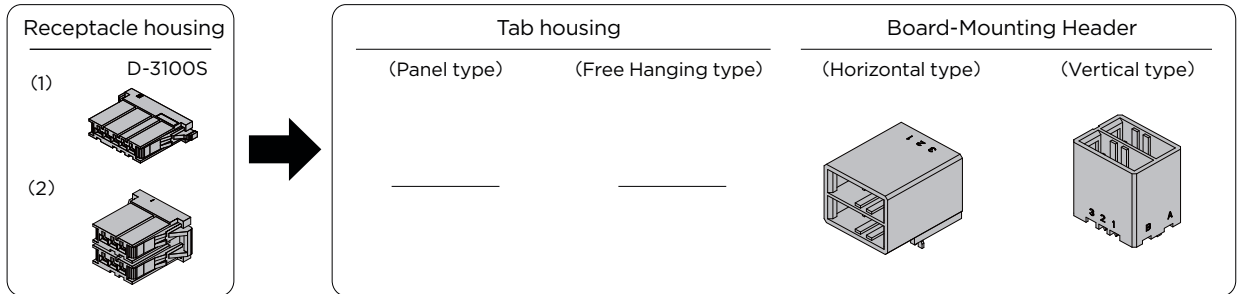 Receptacle housing
D-3100S
(1)
(2)
Tab housing
Board-Mounting Header
(Panel type)
(Free Hanging type)
(Horizontal type)
(Vertical type)
3 2 1
3 2 1
B
A